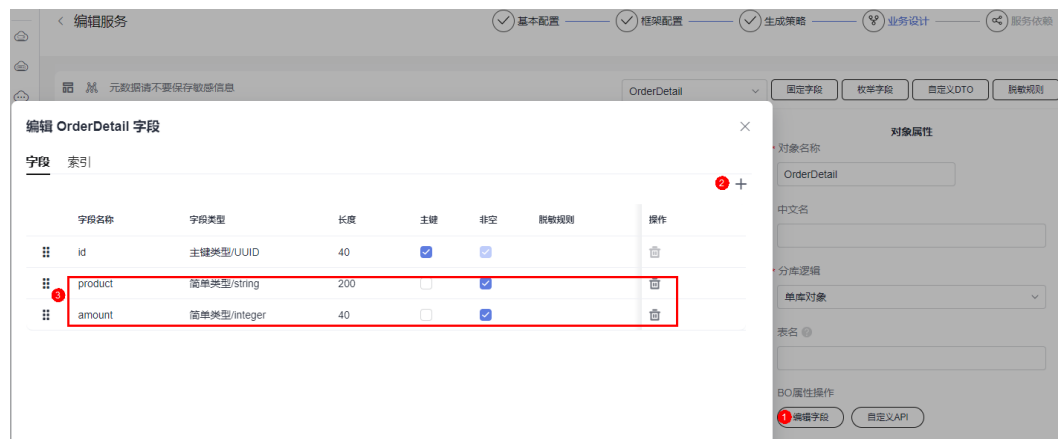 < 编辑服务
基本配置
框架配置
生成策略
业务设计
服务依赖
元数据请不要保存敏感信息
OrderDetail
固定字段
枚举字段
自定义DTO
脱敏规则
编辑 OrderDetail 字段
字段 索引
2 +
字段名称 字段类型 长度 主键 非空 脱敏规则 操作
id 主键类型/UUID 40
product 简单类型/string 200
3
amount 简单类型/integer 40
对象属性
* 对象名称
OrderDetail
中文名
* 分库逻辑
单库对象
表名
BO属性操作
1 编辑字段 自定义API